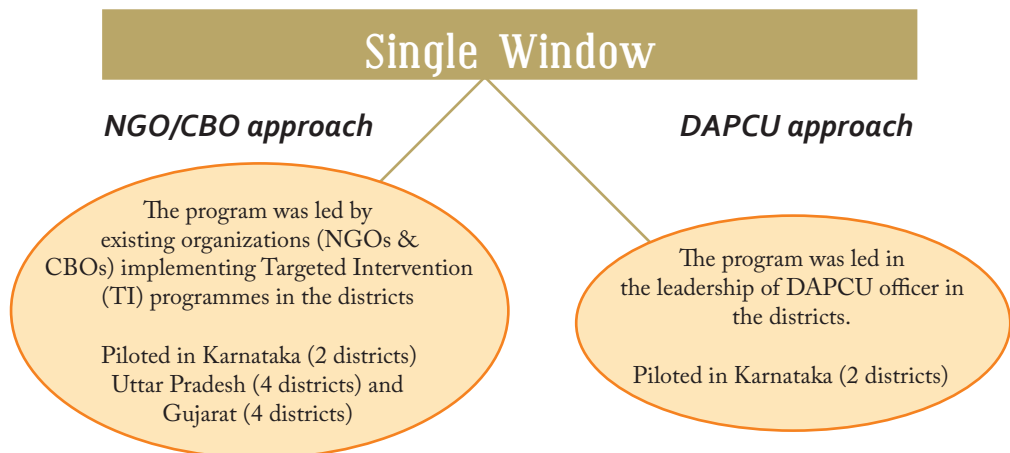 Single Window
NGO/CBO approach
The program was led by
existing organizations (NGOs &
CBOs) implementing Targeted Intervention
(TI) programmes in the districts
Piloted in Karnataka (2 districts)
Uttar Pradesh (4 districts) and
Gujarat (4 districts)
DAPCU approach
The program was led in
the leadership of DAPCU officer in
the districts.
Piloted in Karnataka (2 districts)